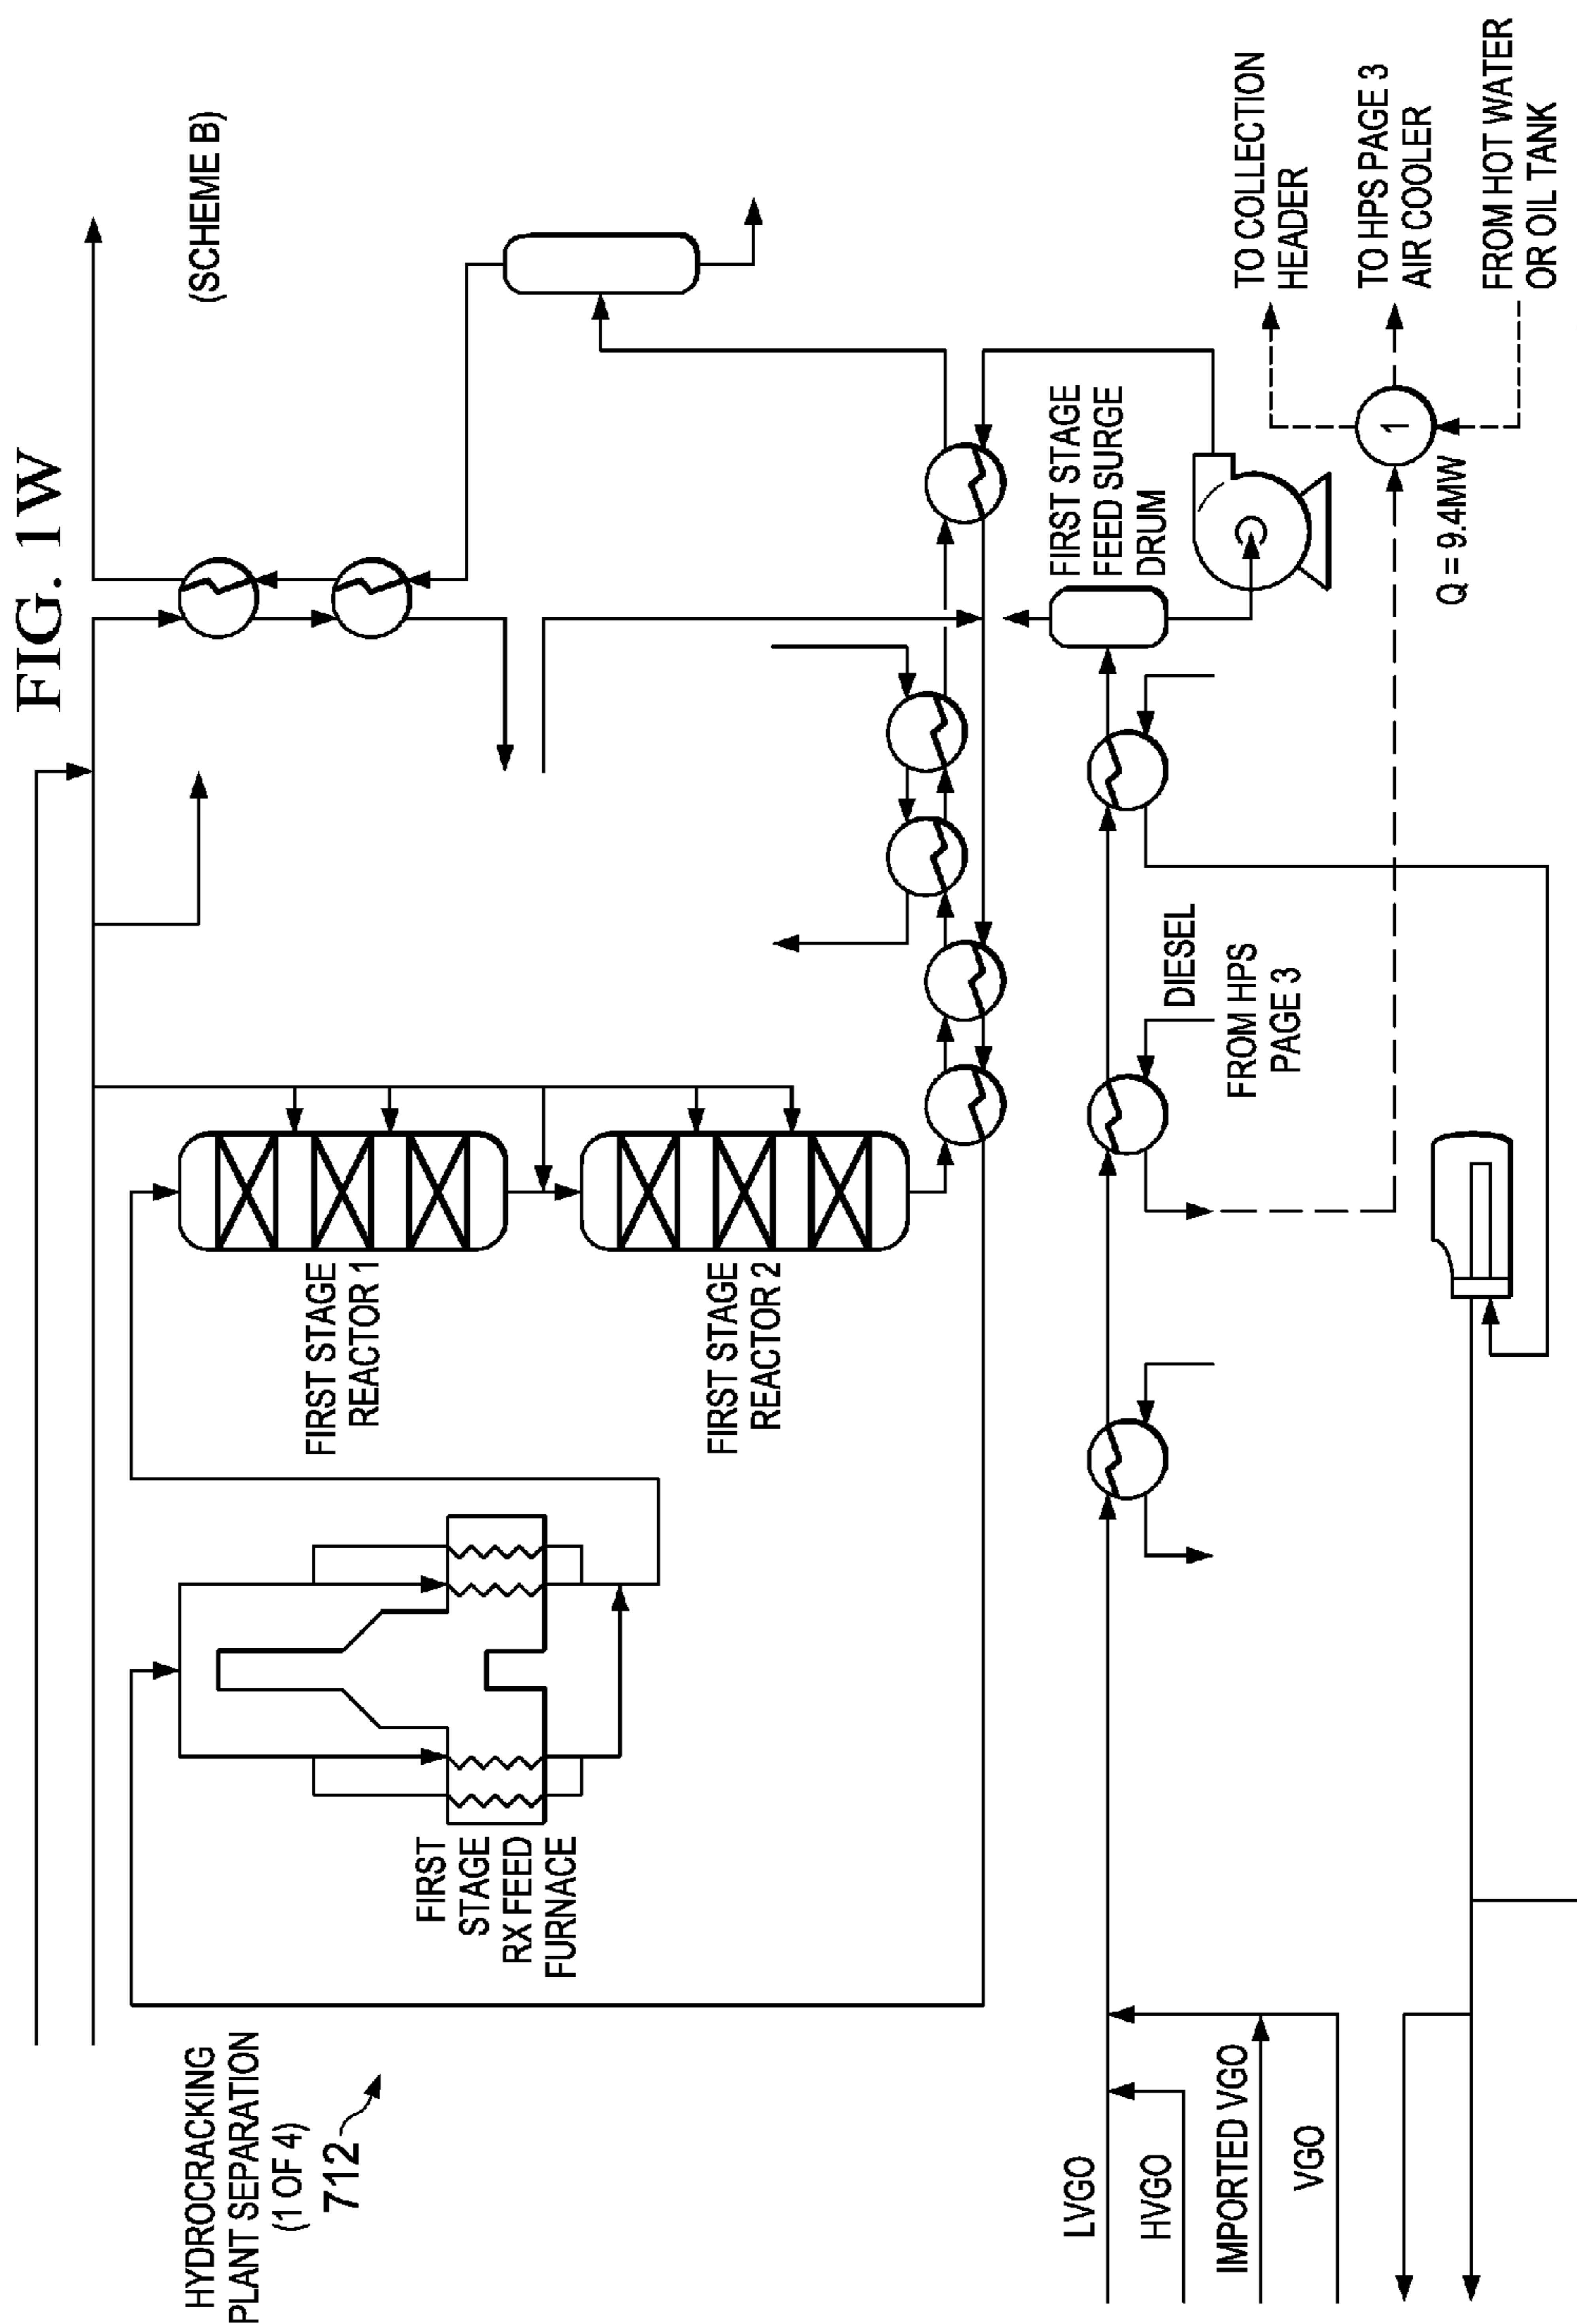 FIG. 1W
(SCHEME B)
HYDROCRACKING
PLANT SEPARATION
(1 OF 4)
712
FIRST
STAGE
RX FEED
FURNACE
FIRST STAGE
REACTOR 1
FIRST STAGE
REACTOR 2
FIRST STAGE
FEED SURGE
DRUM
LVGO
HVGO
IMPORTED VGO
VGO
DIESEL
FROM HPS
PAGE 3
Q = 9.4MW
1
TO COLLECTION
HEADER
TO HPS PAGE 3
AIR COOLER
FROM HOT WATER
OR OIL TANK